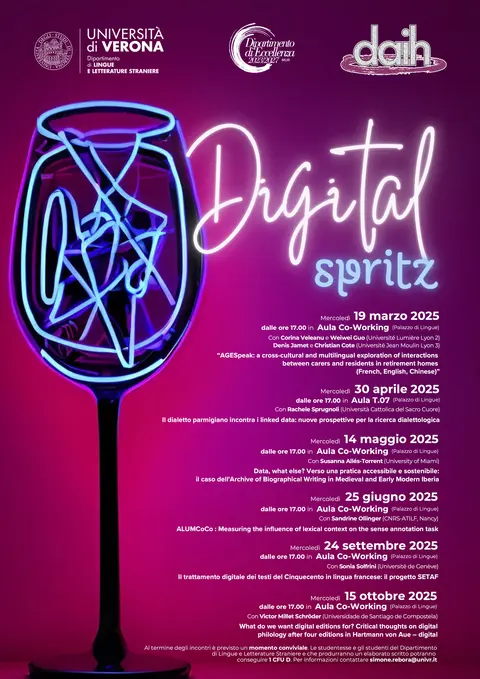 UNIVERSITÀ
di VERONA
Dipartimento
di LINGUE
E LETTERATURE STRANIERE
Dipartimento
di Eccellenza
2023/2027
MUR
daih
Digital
spritz
Mercoledì 19 marzo 2025
dalle ore 17.00 in Aula Co-Working (Palazzo di Lingue)
Con Corina Veleanu e Weiwei Guo (Université Lumière Lyon 2)
Denis Jamet e Christian Cote (Université Jean Moulin Lyon 3)
“AGESpeak: a cross-cultural and multilingual exploration of interactions
between carers and residents in retirement homes
(French, English, Chinese)”
Mercoledì 30 aprile 2025
dalle ore 17.00 in Aula T.07 (Palazzo di Lingue)
Con Rachele Sprugnoli (Università Cattolica del Sacro Cuore)
Il dialetto parmigiano incontra i linked data: nuove prospettive per la ricerca dialettologica
Mercoledì 14 maggio 2025
dalle ore 17.00 in Aula Co-Working (Palazzo di Lingue)
Con Susanna Allés-Torrent (University of Miami)
Data, what else? Verso una pratica accessibile e sostenibile:
il caso dell'Archive of Biographical Writing in Medieval and Early Modern Iberia
Mercoledì 25 giugno 2025
dalle ore 17.00 in Aula Co-Working (Palazzo di Lingue)
Con Sandrine Ollinger (CNRS-ATILF, Nancy)
ALUMCoCo : Measuring the influence of lexical context on the sense annotation task
Mercoledì 24 settembre 2025
dalle ore 17.00 in Aula Co-Working (Palazzo di Lingue)
Con Sonia Solfrini (Université de Genève)
Il trattamento digitale dei testi del Cinquecento in lingua francese: il progetto SETAF
Mercoledì 15 ottobre 2025
dalle ore 17.00 in Aula Co-Working (Palazzo di Lingue)
Con Victor Millet Schröder (Universidade de Santiago de Compostela)
What do we want digital editions for? Critical thoughts on digital
philology after four editions in Hartmann von Aue – digital
Al termine degli incontri è previsto un momento conviviale. Le studentesse e gli studenti del Dipartimento
di Lingue e Letterature Straniere e che produrranno un elaborato scritto potranno
conseguire 1 CFU D. Per informazioni contattare simone.rebora@univr.it